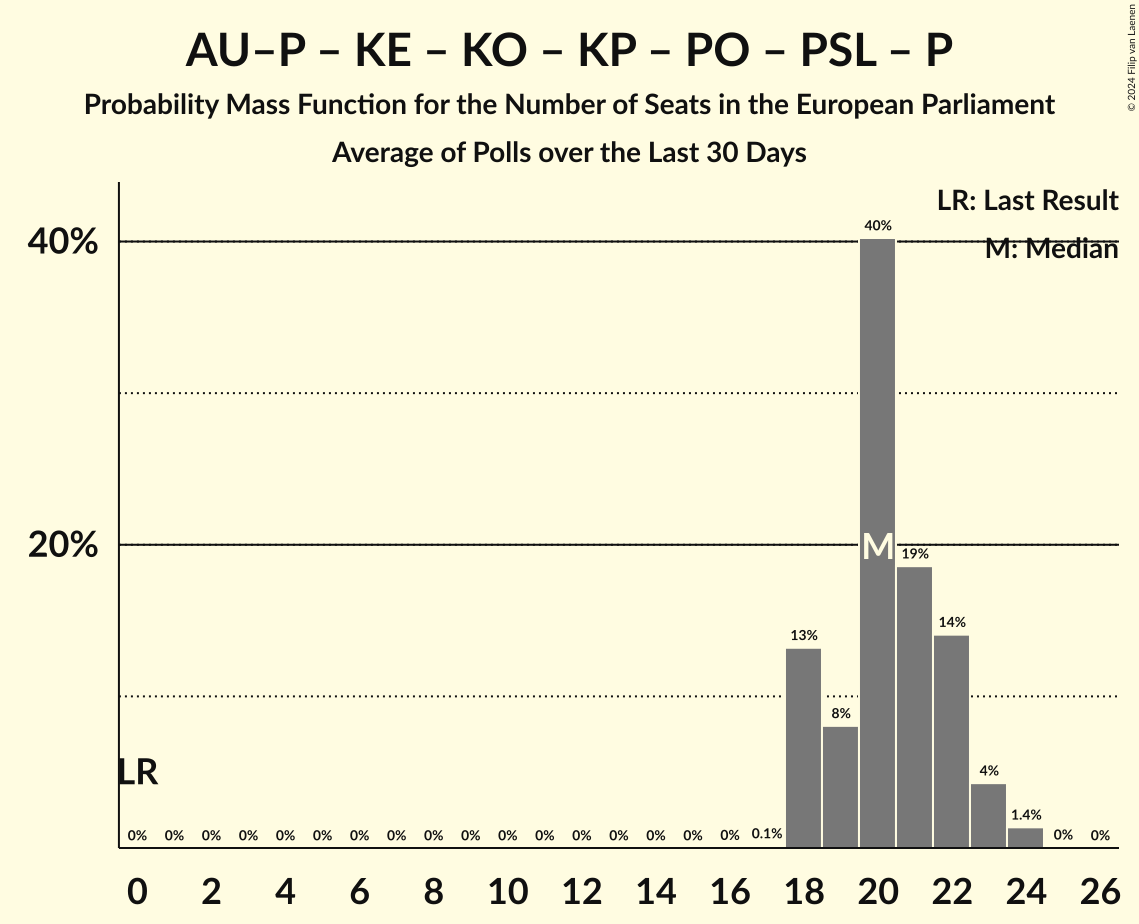 AU–P – KE – KO – KP – PO – PSL – P
Probability Mass Function for the Number of Seats in the European Parliament
Average of Polls over the Last 30 Days
© 2024 Filip van Laenen
LR: Last Result
M: Median
40%
20%
40%
M
19%
13%
14%
8%
4%
1.4%
LR
0% 0% 0% 0% 0% 0% 0% 0% 0% 0% 0% 0% 0% 0% 0% 0% 0% 0.1% 0% 0%
0 2 4 6 8 10 12 14 16 18 20 22 24 26